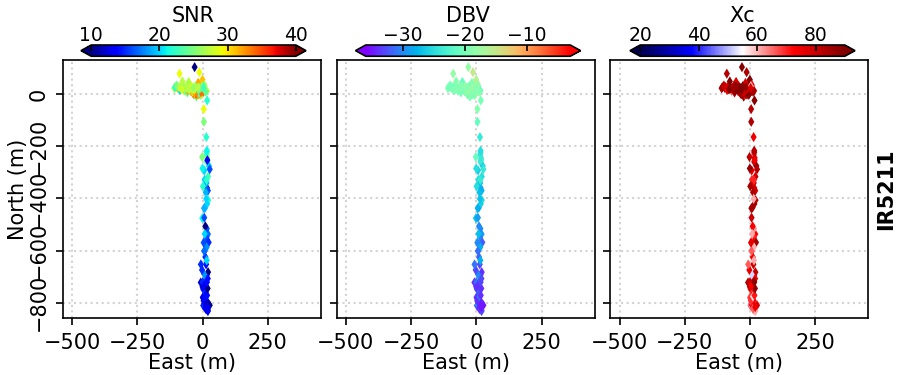 SNR DBV Xc
10 20 30 40 −30 −20 −10 20 40 60 80
0
−200
−400
−600
−800
North (m)
IR5211
−500 −250 0 250 −500 −250 0 250 −500 −250 0 250
East (m) East (m) East (m)